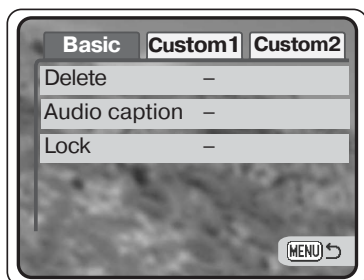 Basic Custom1 Custom2
Delete –
Audio caption –
Lock –
MENU